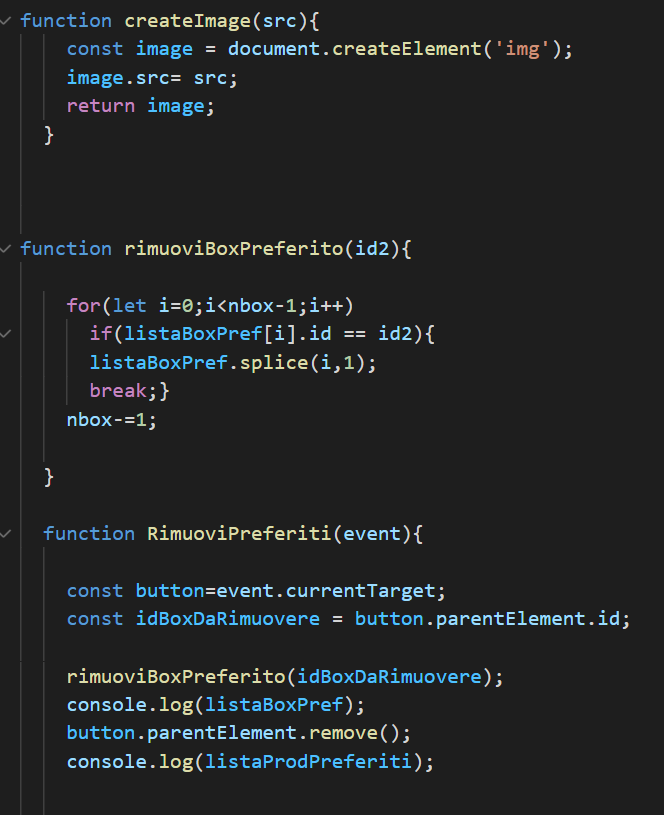 function createImage(src){
const image = document.createElement('img');
image.src= src;
return image;
}
function rimuoviBoxPreferito(id2){
for(let i=0;i<nbox-1;i++)
if(listaBoxPref[i].id == id2){
listaBoxPref.splice(i,1);
break;}
nbox-=1;
}
function RimuoviPreferiti(event){
const button=event.currentTarget;
const idBoxDaRimuovere = button.parentElement.id;
rimuoviBoxPreferito(idBoxDaRimuovere);
console.log(listaBoxPref);
button.parentElement.remove();
console.log(listaProdPreferiti);